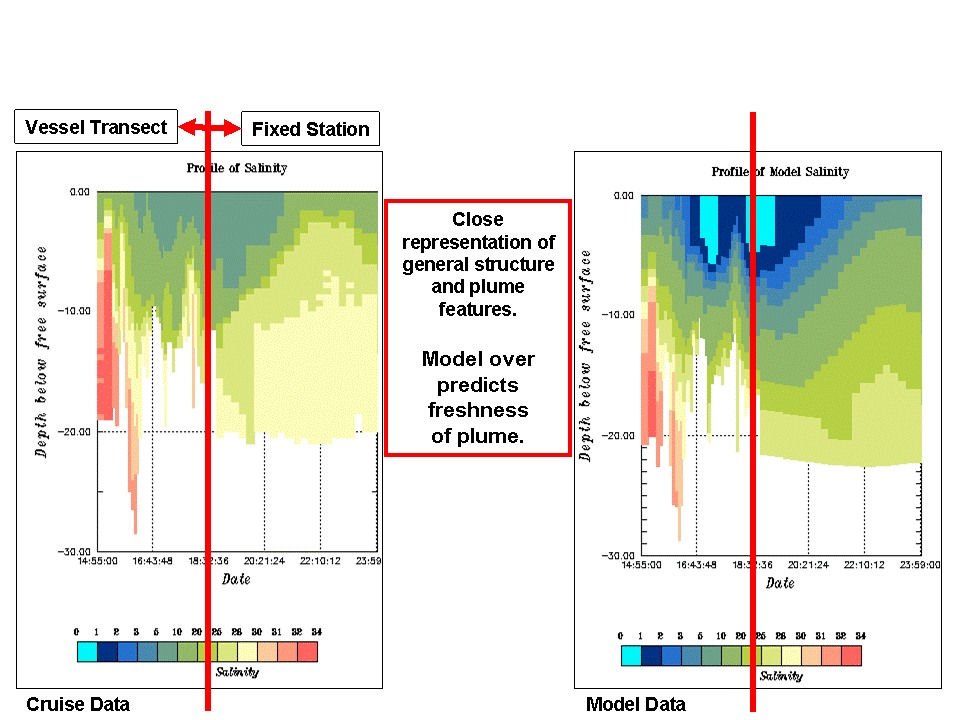 Vessel Transect
Fixed Station
Profile of Salinity
0.00
-10.00
-20.00
-30.00
Depth below free surface
14:55:00
16:43:48
18:32:36
20:21:24
22:10:12
23:59
Date
0 1 2 3 5 10 20 25 28 30 31 32 34
Salinity
Cruise Data
Close
representation of
general structure
and plume
features.
Model over
predicts
freshness
of plume.
Profile of Model Salinity
0.00
-10.00
-20.00
-30.00
Depth below free surface
14:55:00
16:43:48
18:32:36
20:21:24
22:10:12
23:59:00
Date
0 1 2 3 5 10 20 25 28 30 31 32 34
Salinity
Model Data